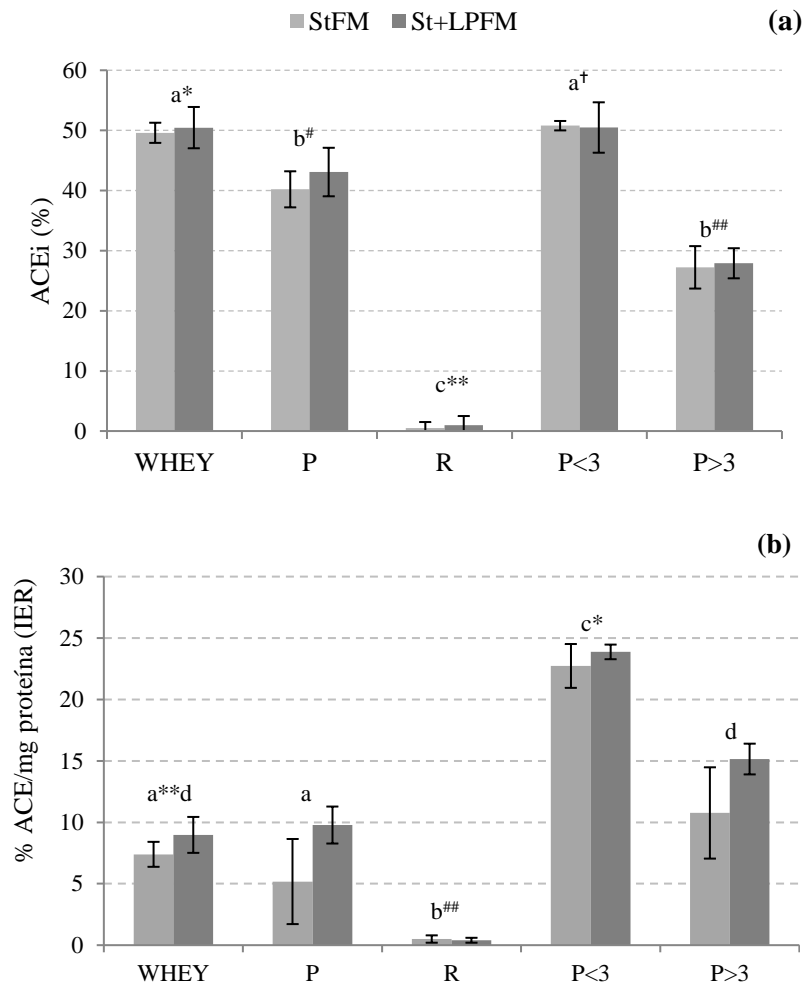 StFM St+LPFM (a)
60
50
40
30
20
10
0
ACEi (%)
a*
b#
c**
a†
b##
WHEY P R P<3 P>3
(b)
30
25
20
15
10
5
0
% ACE/mg proteína (IER)
a**d
a
b##
c*
d
WHEY P R P<3 P>3